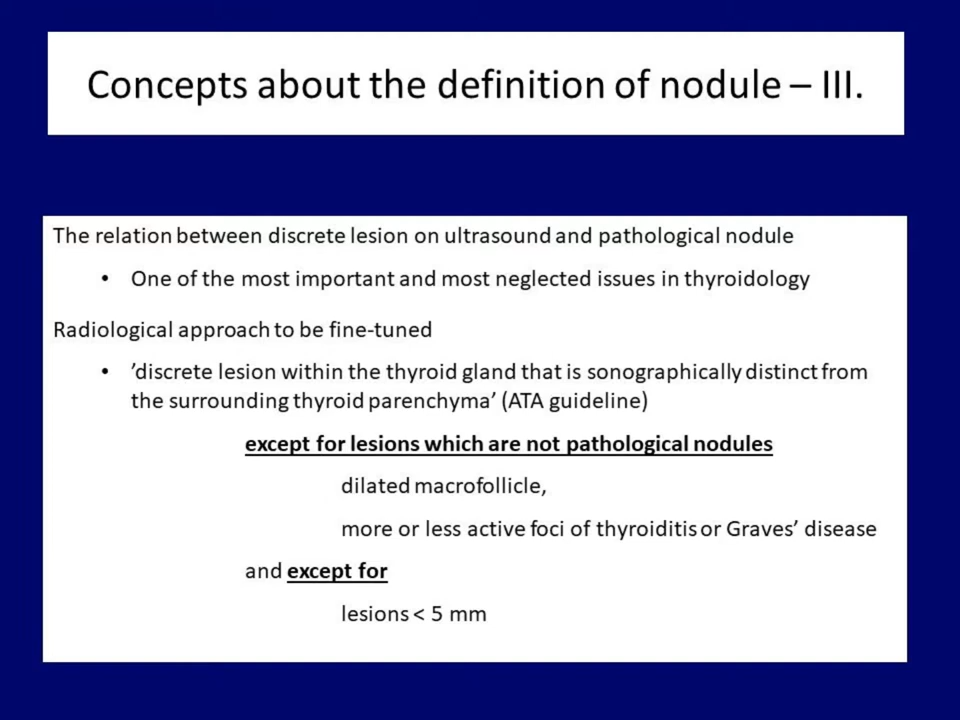 Concepts about the definition of nodule – III.
The relation between discrete lesion on ultrasound and pathological nodule
• One of the most important and most neglected issues in thyroidology
Radiological approach to be fine-tuned
• ’discrete lesion within the thyroid gland that is sonographically distinct from
the surrounding thyroid parenchyma’ (ATA guideline)
except for lesions which are not pathological nodules
dilated macrofollicle,
more or less active foci of thyroiditis or Graves’ disease
and except for
lesions < 5 mm